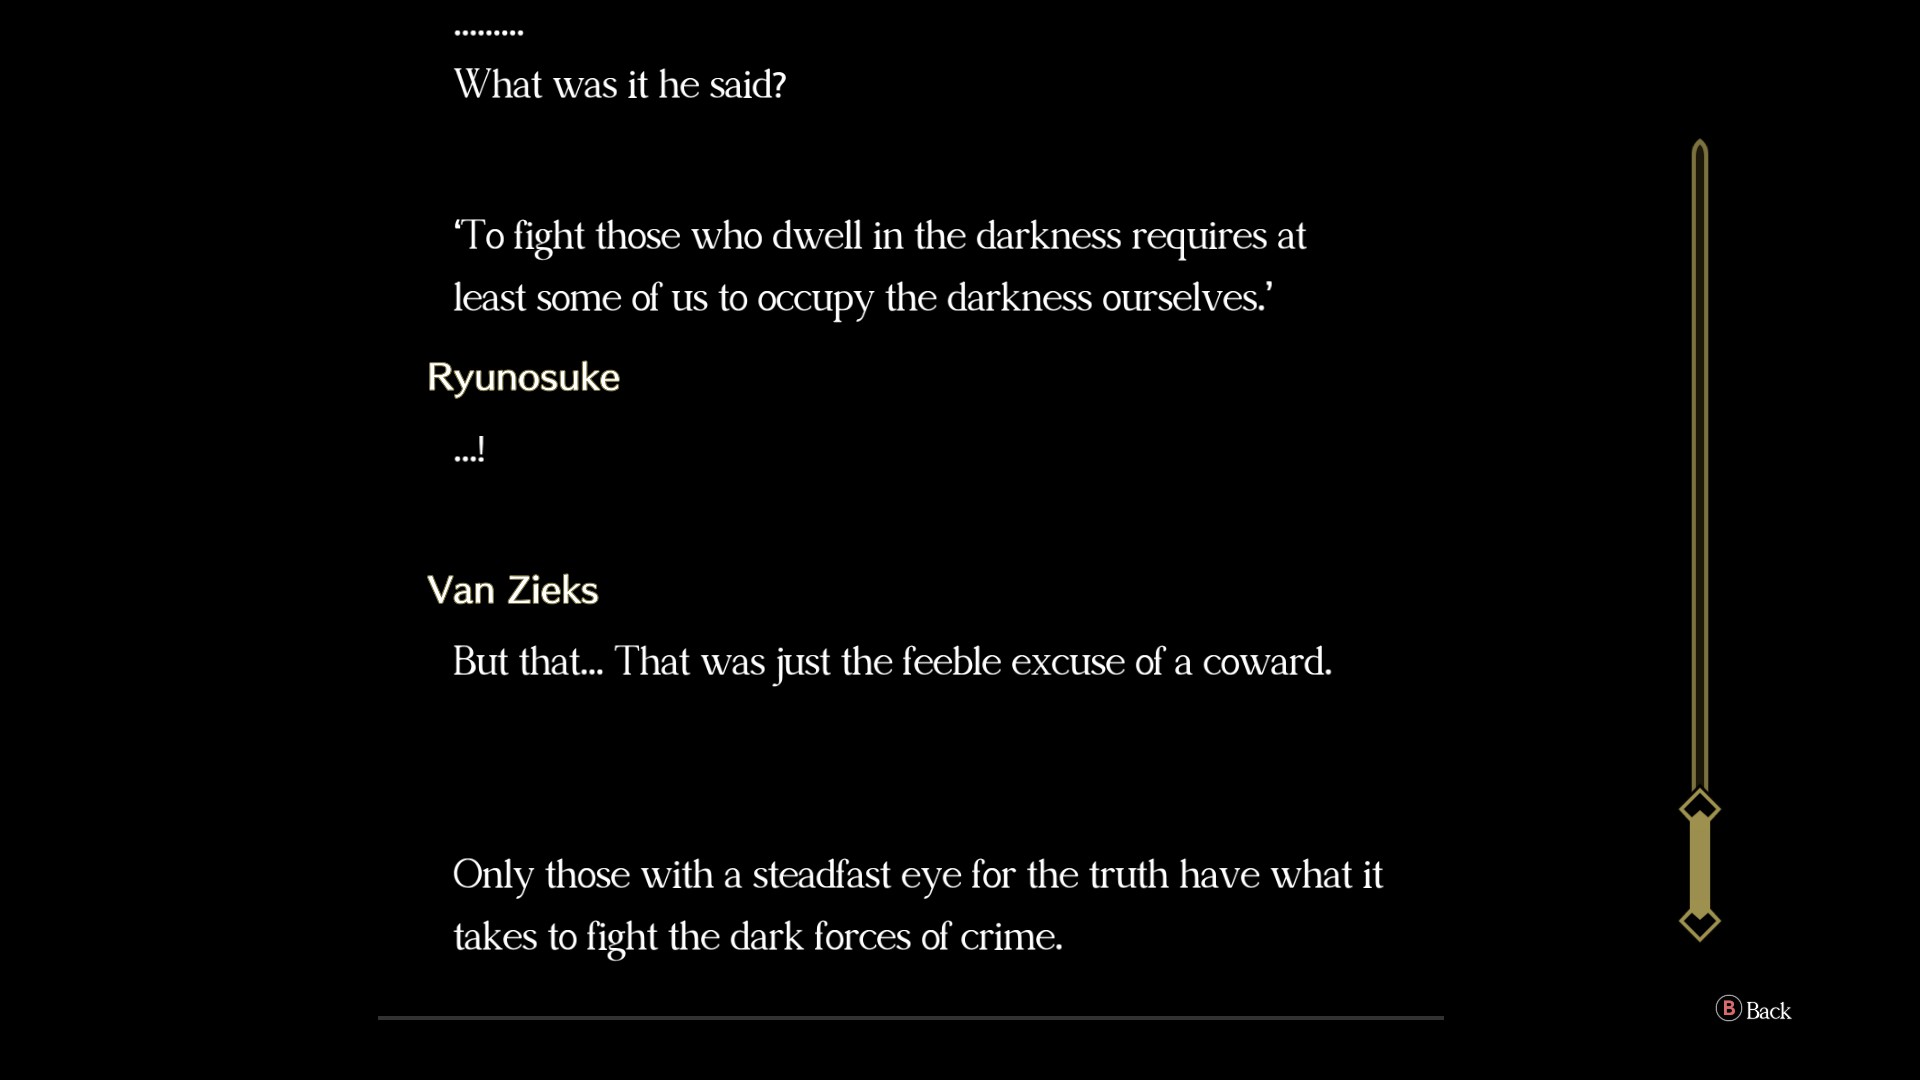 .........
What was it he said?
‘To fight those who dwell in the darkness requires at
least some of us to occupy the darkness ourselves.’
Ryunosuke
...!
Van Zieks
But that... That was just the feeble excuse of a coward.
Only those with a steadfast eye for the truth have what it
takes to fight the dark forces of crime.
B Back